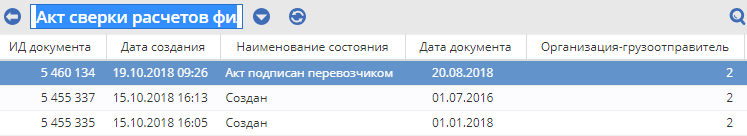 Акт сверки расчетов фи
ИД документа Дата создания Наименование состояния Дата документа Организация-грузоотправитель
5 460 134 19.10.2018 09:26 Акт подписан перевозчиком 20.08.2018 2
5 455 337 15.10.2018 16:13 Создан 01.07.2016 2
5 455 335 15.10.2018 16:05 Создан 01.01.2018 2